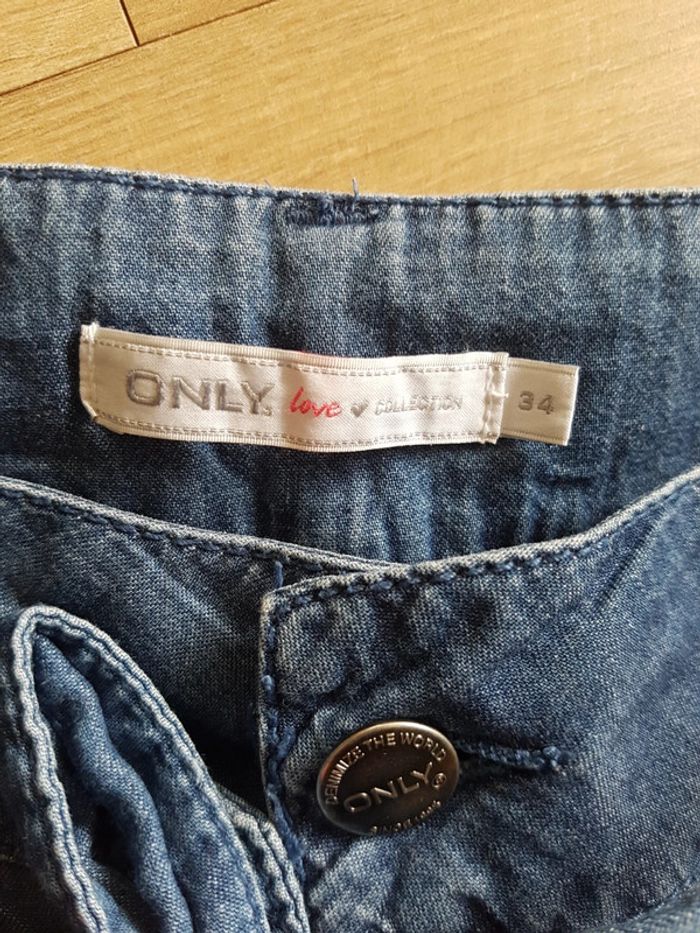 ONLY. love COLLECTION 34
DENIMIZE THE WORLD
ONLY®